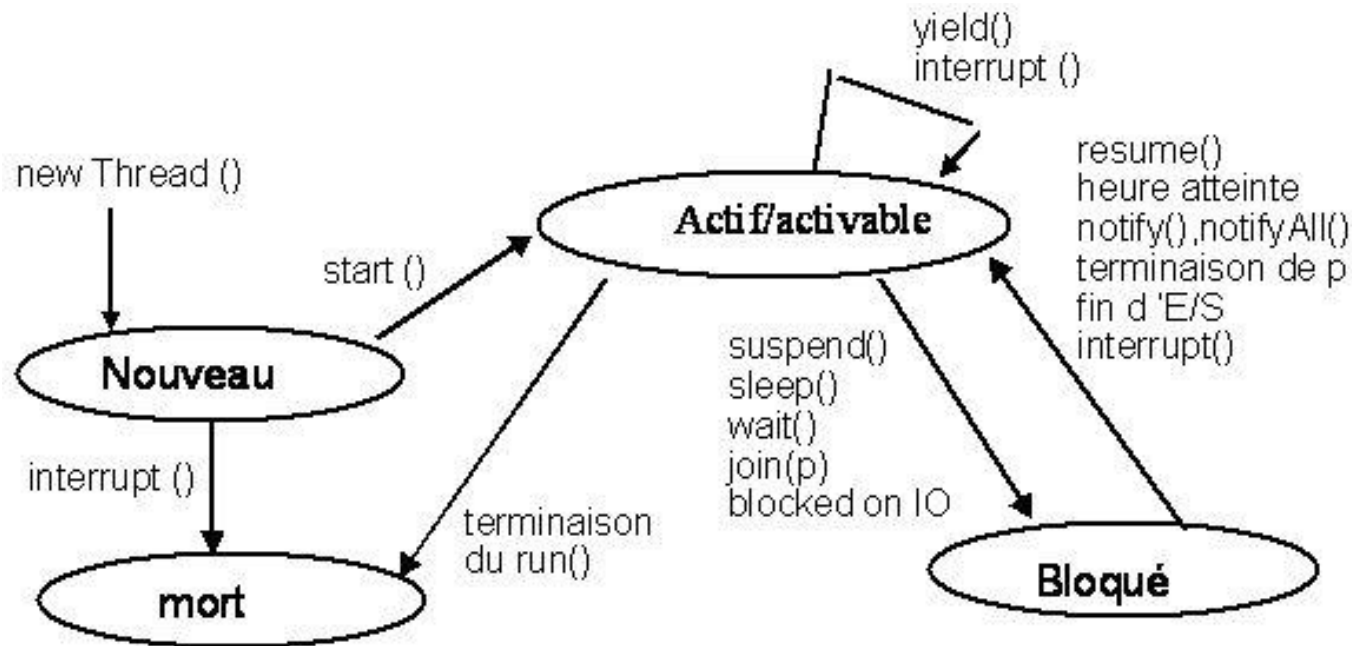 yield()
interrupt ()
new Thread ()
Actif/activable
resume()
heure atteinte
notify(),notifyAll()
terminaison de p
fin d 'E/S
interrupt()
start ()
Nouveau
suspend()
sleep()
wait()
join(p)
blocked on IO
interrupt ()
terminaison
du run()
mort
Bloqué